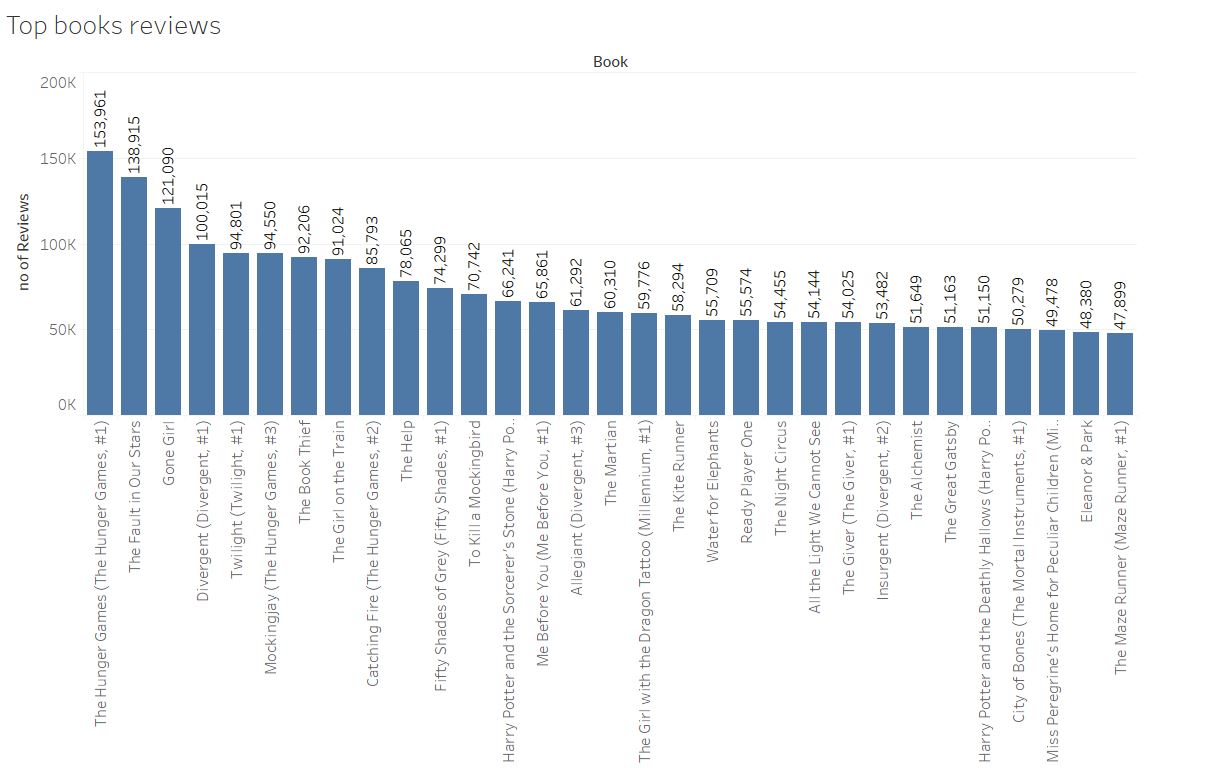 Top books reviews
Book
no of Reviews
200K
150K
100K
50K
0K
153,961
138,915
121,090
100,015
94,801
94,550
92,206
91,024
85,793
78,065
74,299
70,742
66,241
65,861
61,292
60,310
59,776
58,294
55,709
55,574
54,455
54,144
54,025
53,482
51,649
51,163
51,150
50,279
49,478
48,380
47,899
The Hunger Games (The Hunger Games, #1)
The Fault in Our Stars
Gone Girl
Divergent (Divergent, #1)
Twilight (Twilight, #1)
Mockingjay (The Hunger Games, #3)
The Book Thief
The Girl on the Train
Catching Fire (The Hunger Games, #2)
The Help
Fifty Shades of Grey (Fifty Shades, #1)
To Kill a Mockingbird
Harry Potter and the Sorcerer's Stone (Harry Po..
Me Before You (Me Before You, #1)
Allegiant (Divergent, #3)
The Martian
The Girl with the Dragon Tattoo (Millennium, #1)
The Kite Runner
Water for Elephants
Ready Player One
The Night Circus
All the Light We Cannot See
The Giver (The Giver, #1)
Insurgent (Divergent, #2)
The Alchemist
The Great Gatsby
Harry Potter and the Deathly Hallows (Harry Po..
City of Bones (The Mortal Instruments, #1)
Miss Peregrine's Home for Peculiar Children (Mi..
Eleanor & Park
The Maze Runner (Maze Runner, #1)